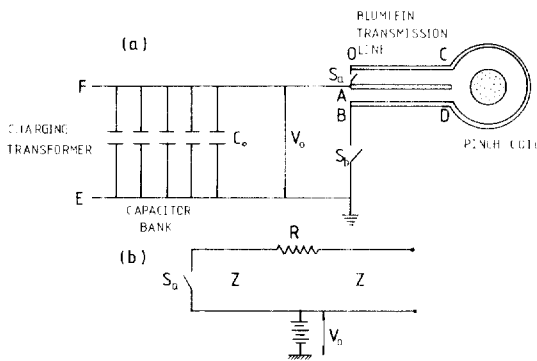 (a)
BLUMLEIN
TRANSMISSION
LINE
O
C
Sa
F
A
B
D
CHARGING
TRANSFORMER
Co
Vo
Sb
PINCH COIL
E
CAPACITOR
BANK
(b)
R
Sa
Z
Z
Vo